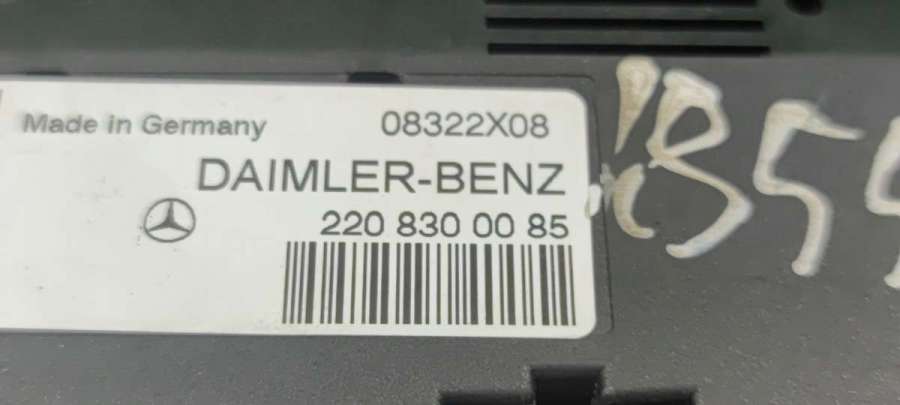 Made in Germany 08322X08
DAIMLER-BENZ
220 830 00 85